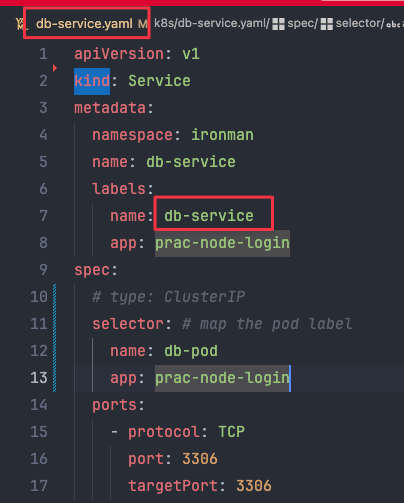 db-service.yaml M k8s/db-service.yaml/ spec/ selector/ abc
1 apiVersion: v1
2 kind: Service
3 metadata:
4 namespace: ironman
5 name: db-service
6 labels:
7 name: db-service
8 app: prac-node-login
9 spec:
10 # type: ClusterIP
11 selector: # map the pod label
12 name: db-pod
13 app: prac-node-login
14 ports:
15 - protocol: TCP
16 port: 3306
17 targetPort: 3306